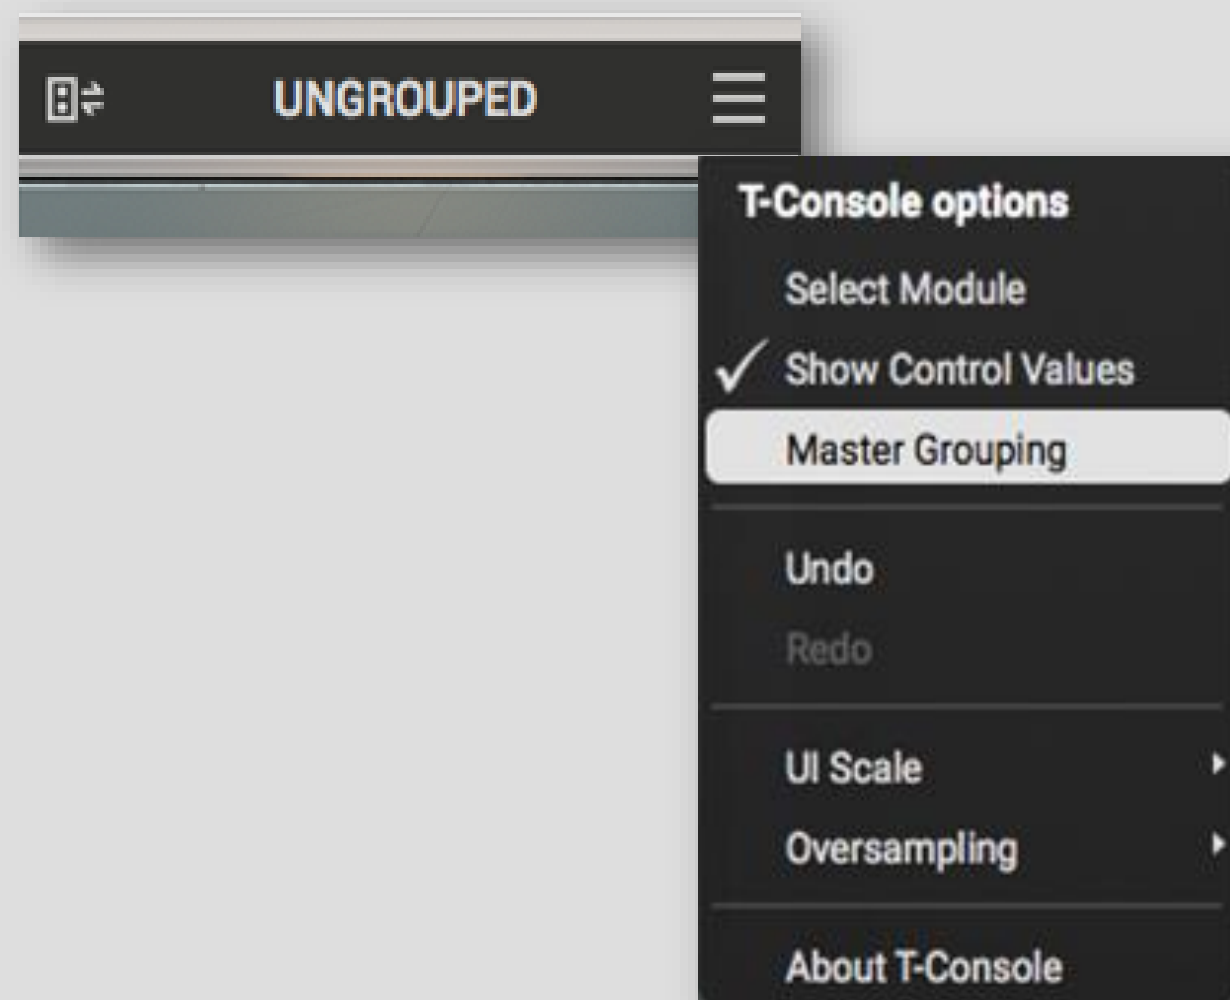 UNGROUPED
T-Console options
Select Module
Show Control Values
Master Grouping
Undo
Redo
UI Scale
Oversampling
About T-Console